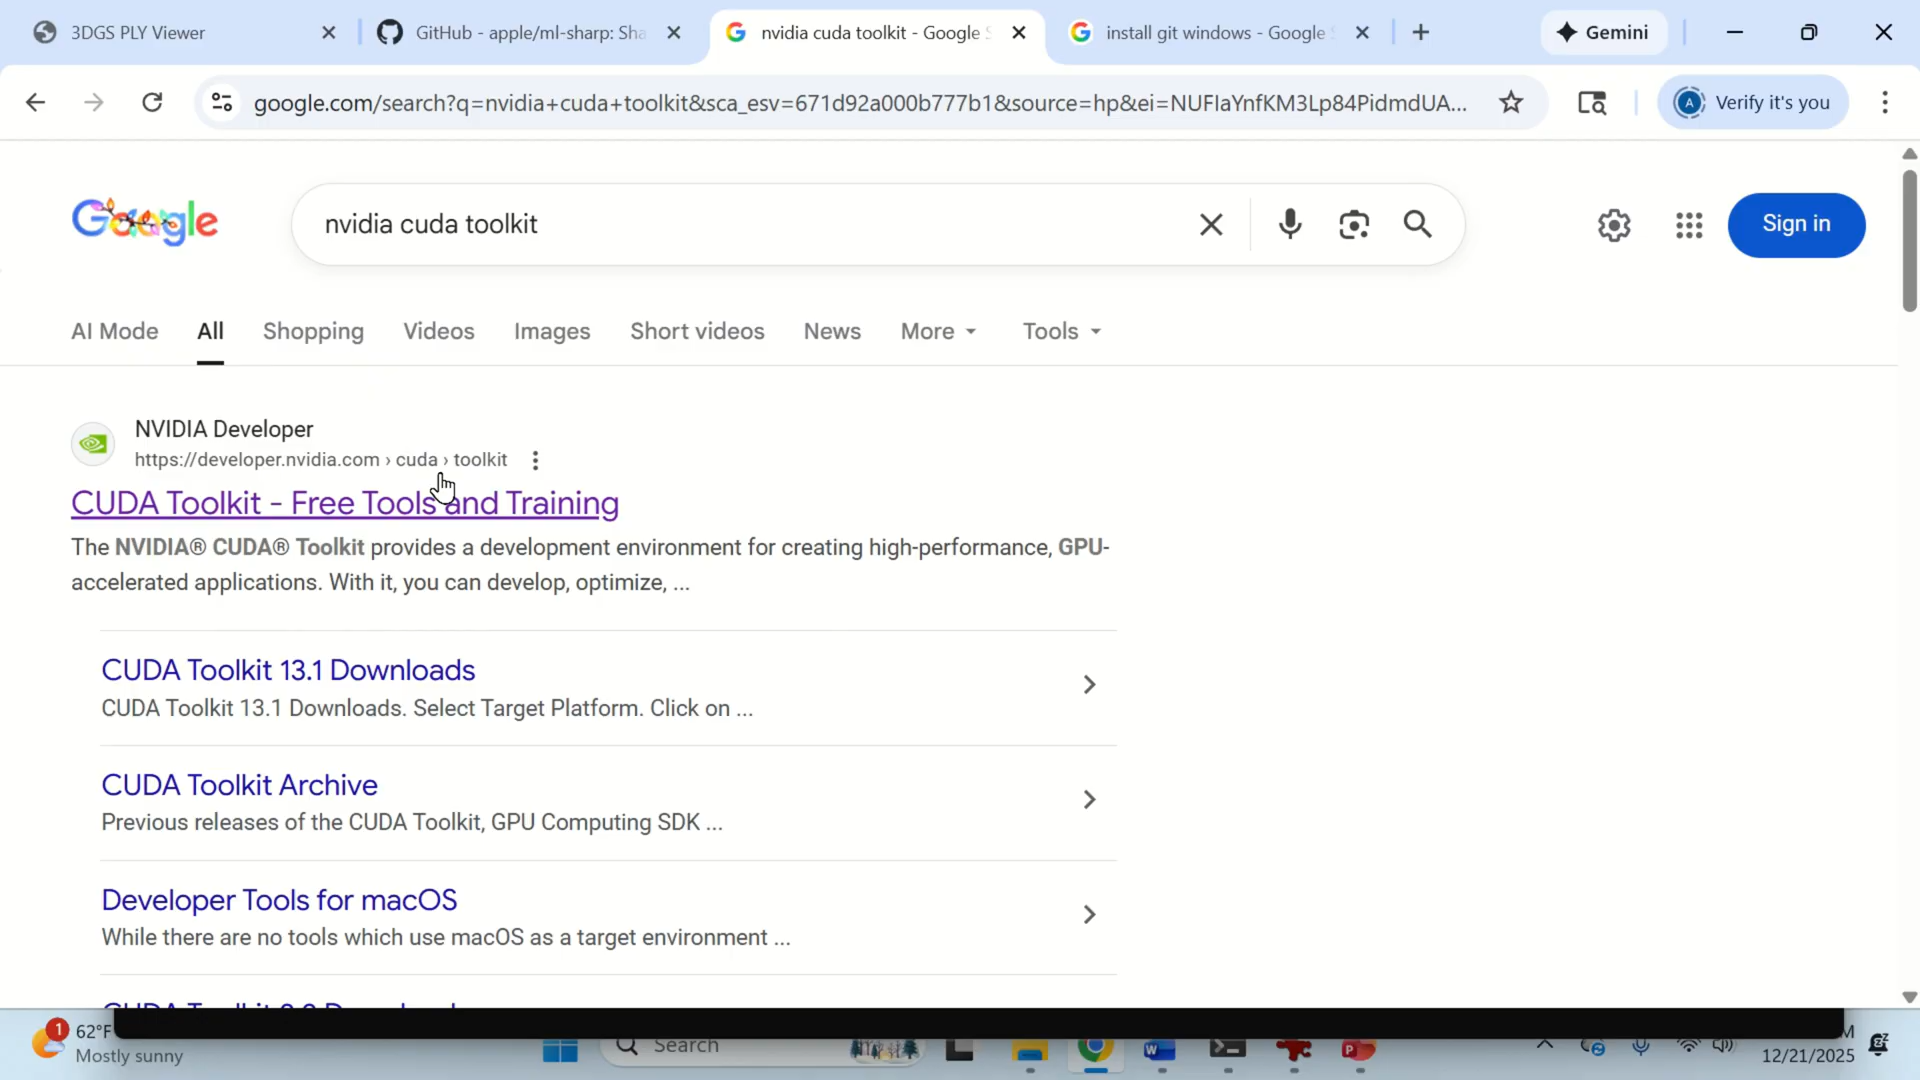 3DGS PLY Viewer
GitHub - apple/ml-sharp: Sha
nvidia cuda toolkit - Google S
install git windows - Google S
Gemini
google.com/search?q=nvidia+cuda+toolkit&sca_esv=671d92a000b777b1&source=hp&ei=NUFIaYnfKM3Lp84PidmdUA...
A
Verify it's you
Google
nvidia cuda toolkit
Sign in
AI Mode
All
Shopping
Videos
Images
Short videos
News
More
Tools
NVIDIA Developer
https://developer.nvidia.com › cuda › toolkit
CUDA Toolkit - Free Tools and Training
The NVIDIA® CUDA® Toolkit provides a development environment for creating high-performance, GPU-
accelerated applications. With it, you can develop, optimize, ...
CUDA Toolkit 13.1 Downloads
CUDA Toolkit 13.1 Downloads. Select Target Platform. Click on ...
CUDA Toolkit Archive
Previous releases of the CUDA Toolkit, GPU Computing SDK ...
Developer Tools for macOS
While there are no tools which use macOS as a target environment ...
1
62°F
Mostly sunny
Search
W
P
M
12/21/2025